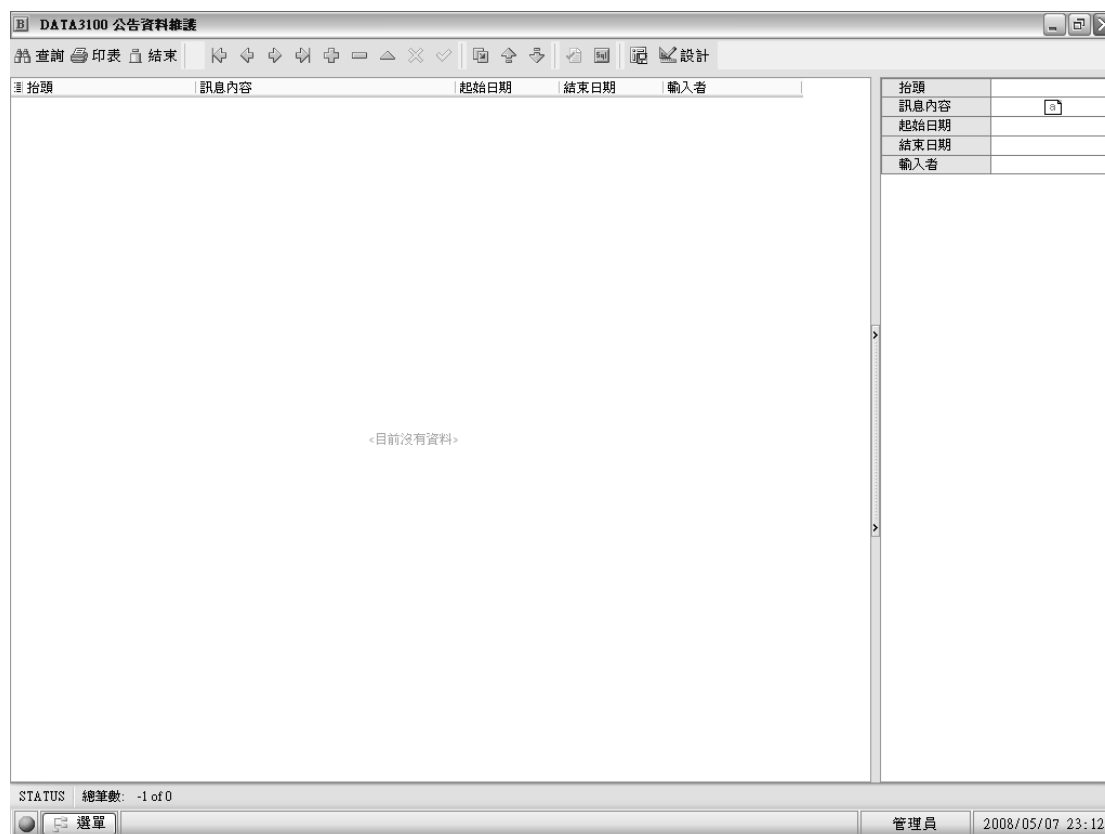 B DATA3100 公告資料維護
查詢 印表 結束 Sql 設計
抬頭 訊息內容 起始日期 結束日期 輸入者
抬頭
訊息內容 a
起始日期
結束日期
輸入者
<目前沒有資料>
STATUS 總筆數: -1 of 0
選單 管理員 2008/05/07 23:12